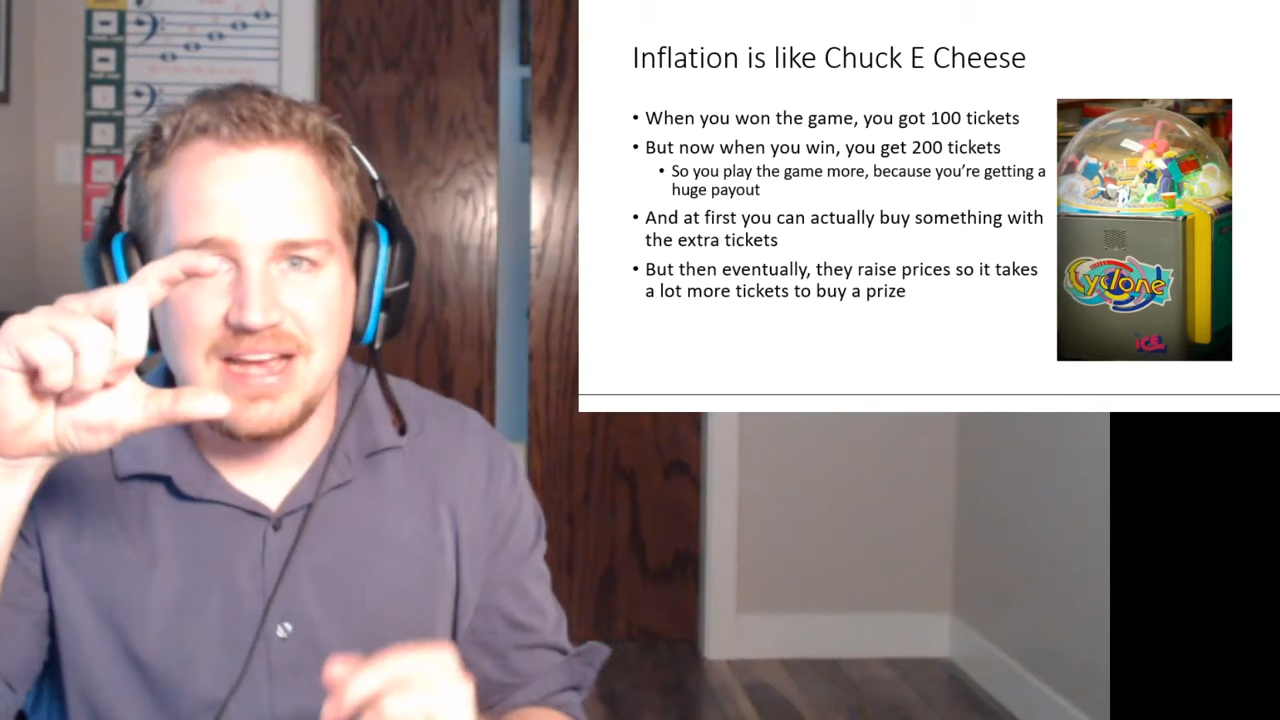 Inflation is like Chuck E Cheese
• When you won the game, you got 100 tickets
• But now when you win, you get 200 tickets
• So you play the game more, because you're getting a
huge payout
• And at first you can actually buy something with
the extra tickets
• But then eventually, they raise prices so it takes
a lot more tickets to buy a prize
Cyclone
ICE